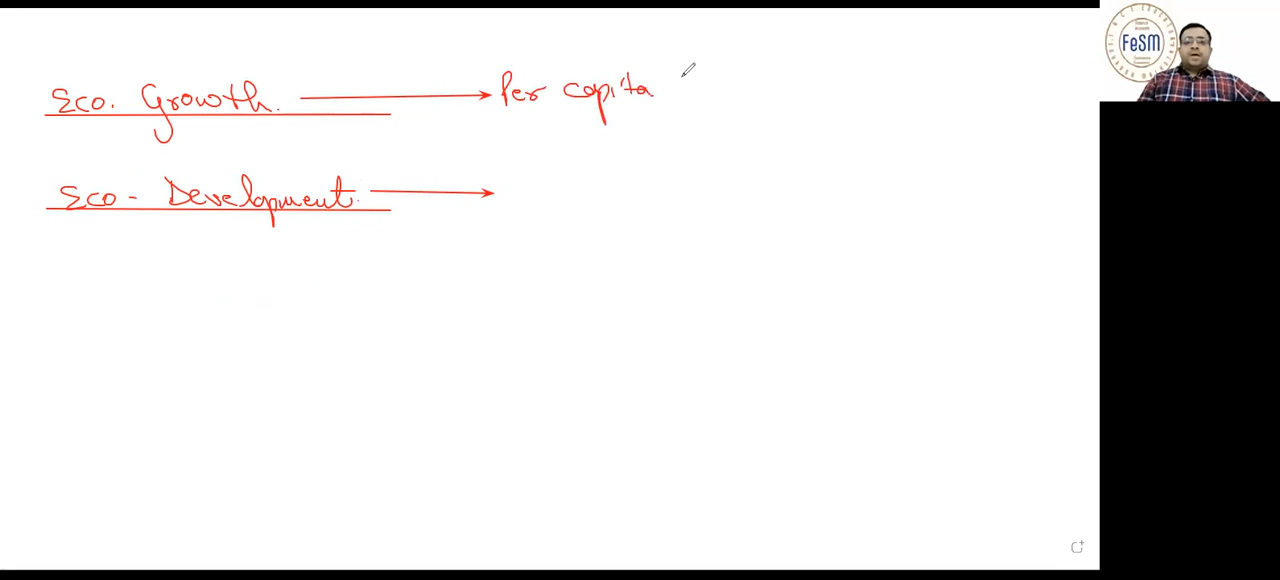 Eco. Growth. → Per capita
Eco - Development. →
FeSM